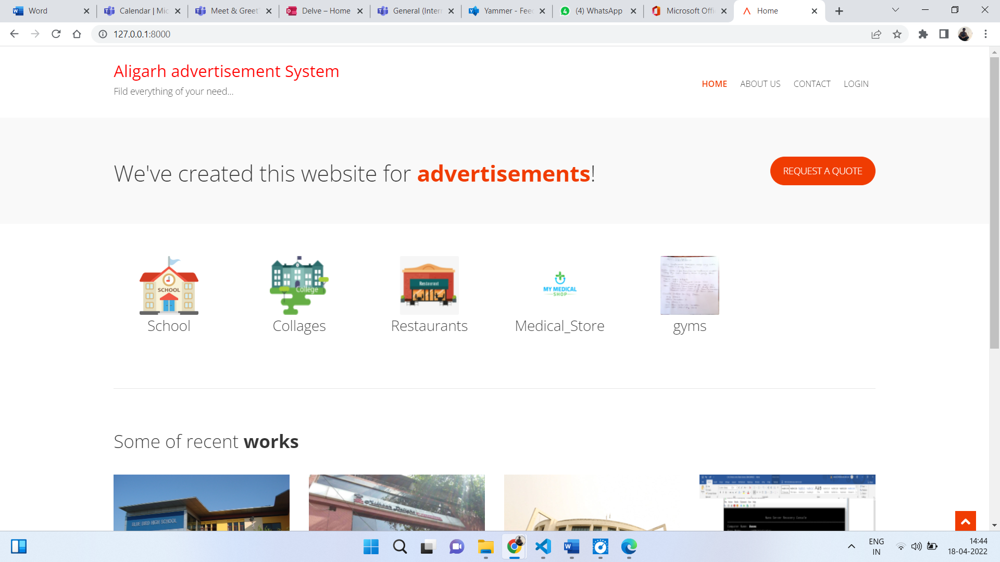 Word
Calendar | Mic
Meet & Greet
Delve – Home
General (Intern
Yammer - Feed
(4) WhatsApp
Microsoft Offi
Home
127.0.0.1:8000
Aligarh advertisement System
Fild everything of your need...
HOME ABOUT US CONTACT LOGIN
We've created this website for advertisements!
REQUEST A QUOTE
SCHOOL
College
Restaurant
MY MEDICAL
SHOP
School
Collages
Restaurants
Medical_Store
gyms
Some of recent works
BLUE BIRD HIGH SCHOOL
ENG
IN
14:44
18-04-2022